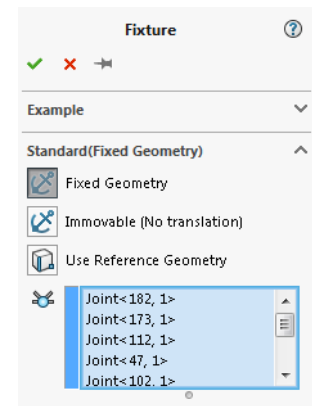 Fixture
Example
Standard(Fixed Geometry)
Fixed Geometry
Immovable (No translation)
Use Reference Geometry
Joint<182, 1>
Joint<173, 1>
Joint<112, 1>
Joint<47, 1>
Joint<102, 1>